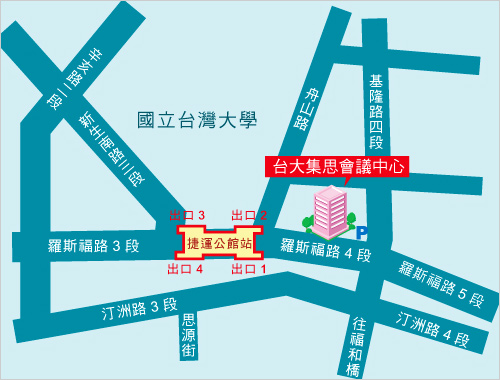 辛亥路二段
新生南路三段
國立台灣大學
舟山路
基隆路四段
台大集思會議中心
出口 3
出口 2
捷運公館站
出口 4
出口 1
羅斯福路 3 段
羅斯福路 4 段
P
羅斯福路 5 段
汀洲路 3 段
思源街
往福和橋
汀洲路 4 段